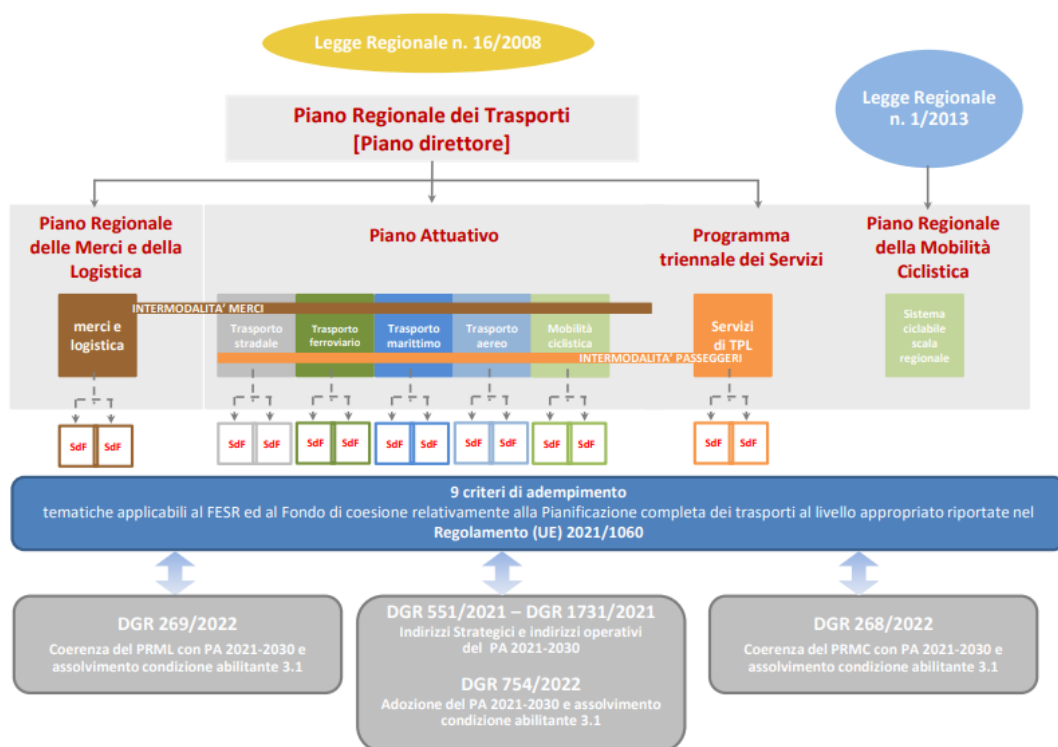 Legge Regionale n. 16/2008
Legge Regionale
n. 1/2013
Piano Regionale dei Trasporti
[Piano direttore]
Piano Regionale
delle Merci e della
Logistica
Piano Attuativo
Programma
triennale dei Servizi
Piano Regionale
della Mobilità
Ciclistica
INTERMODALITA' MERCI
merci e
logistica
Trasporto
stradale
Trasporto
ferroviario
Trasporto
marittimo
Trasporto
aereo
Mobilità
ciclistica
Servizi
di TPL
Sistema
ciclabile
scala
regionale
INTERMODALITA' PASSEGGERI
SdF SdF SdF SdF SdF SdF SdF SdF SdF SdF SdF SdF SdF SdF
9 criteri di adempimento
tematiche applicabili al FESR ed al Fondo di coesione relativamente alla Pianificazione completa dei trasporti al livello appropriato riportate nel
Regolamento (UE) 2021/1060
DGR 269/2022
Coerenza del PRML con PA 2021-2030 e
assolvimento condizione abilitante 3.1
DGR 551/2021 – DGR 1731/2021
Indirizzi Strategici e indirizzi operativi
del PA 2021-2030
DGR 754/2022
Adozione del PA 2021-2030 e assolvimento
condizione abilitante 3.1
DGR 268/2022
Coerenza del PRMC con PA 2021-2030 e
assolvimento condizione abilitante 3.1